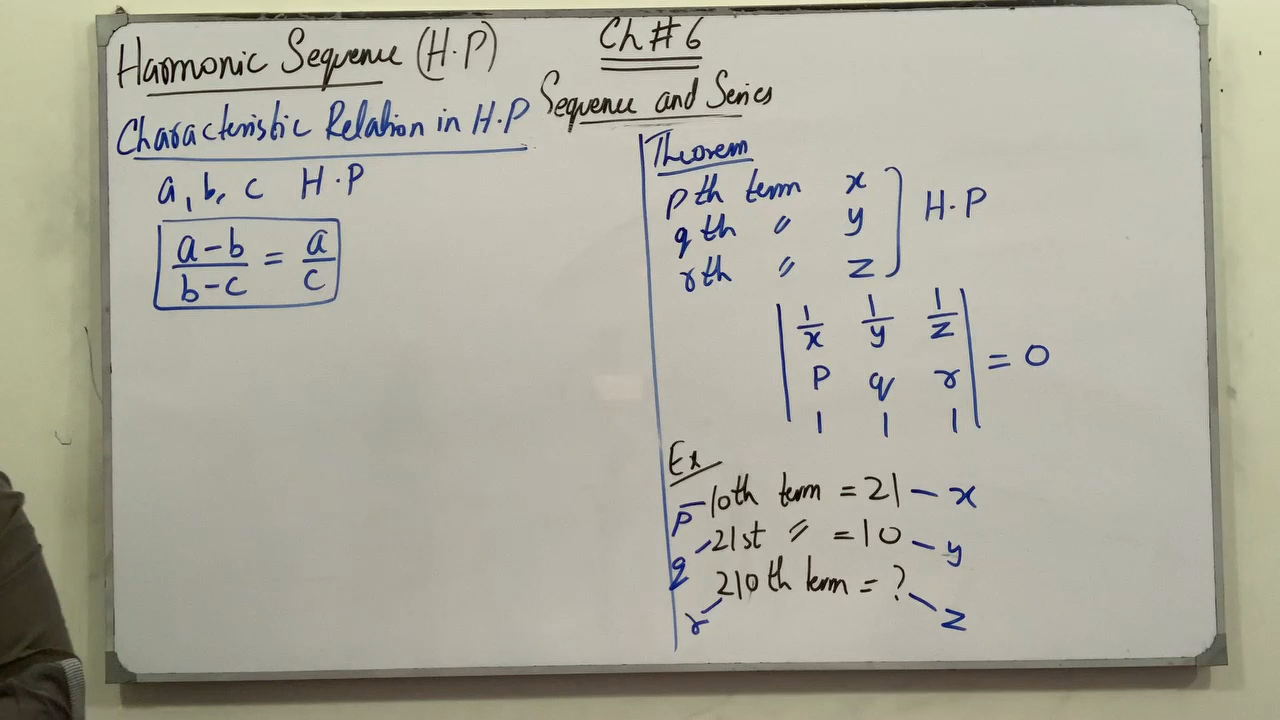 Harmonic Sequence (H.P)
Ch # 6
Sequence and Series
Characteristic Relation in H.P
a, b, c H.P
a-b/b-c = a/c
Theorem
pth term x
qth " y
rth " z
H.P
| 1/x 1/y 1/z |
| p q r | = 0
| 1 1 1 |
Ex
p - 10th term = 21 - x
q - 21st " = 10 - y
r - 210th term = ? - z